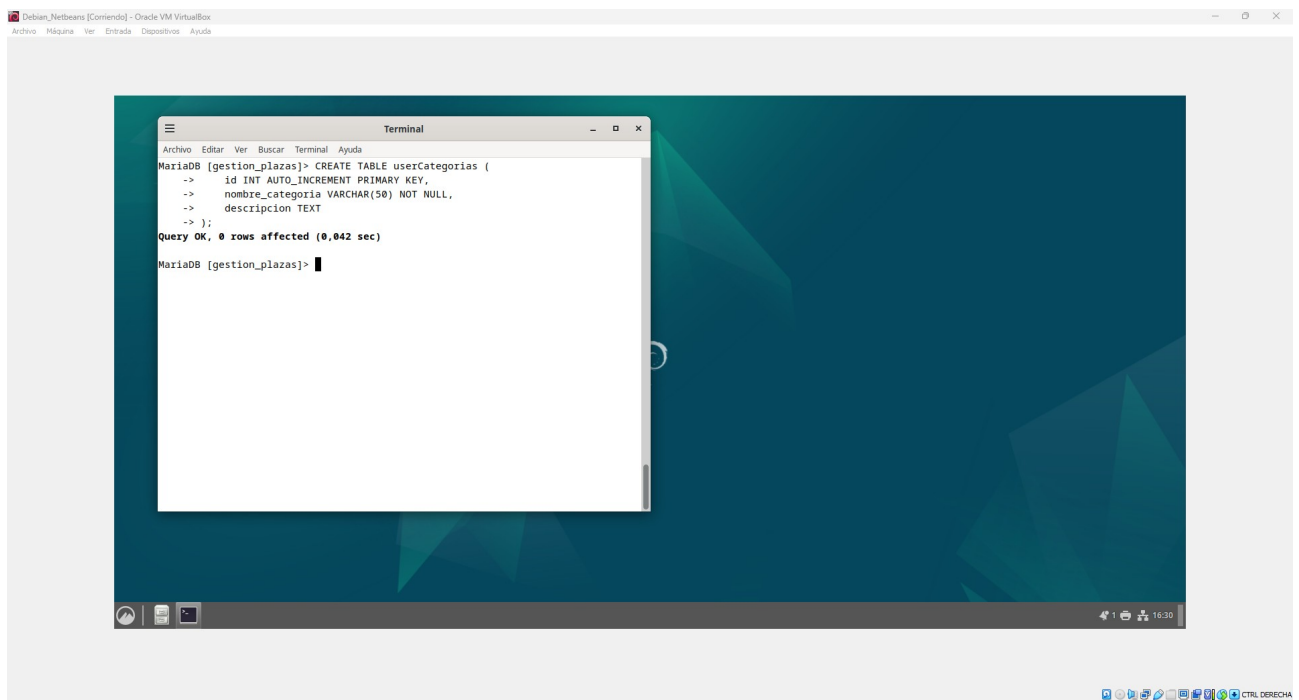 Debian_Netbeans [Corriendo] - Oracle VM VirtualBox
Archivo Máquina Ver Entrada Dispositivos Ayuda
Terminal
Archivo Editar Ver Buscar Terminal Ayuda
MariaDB [gestion_plazas]> CREATE TABLE userCategorias (
-> id INT AUTO_INCREMENT PRIMARY KEY,
-> nombre_categoria VARCHAR(50) NOT NULL,
-> descripcion TEXT
-> );
Query OK, 0 rows affected (0,042 sec)
MariaDB [gestion_plazas]>
1 16:30
CTRL DERECHA